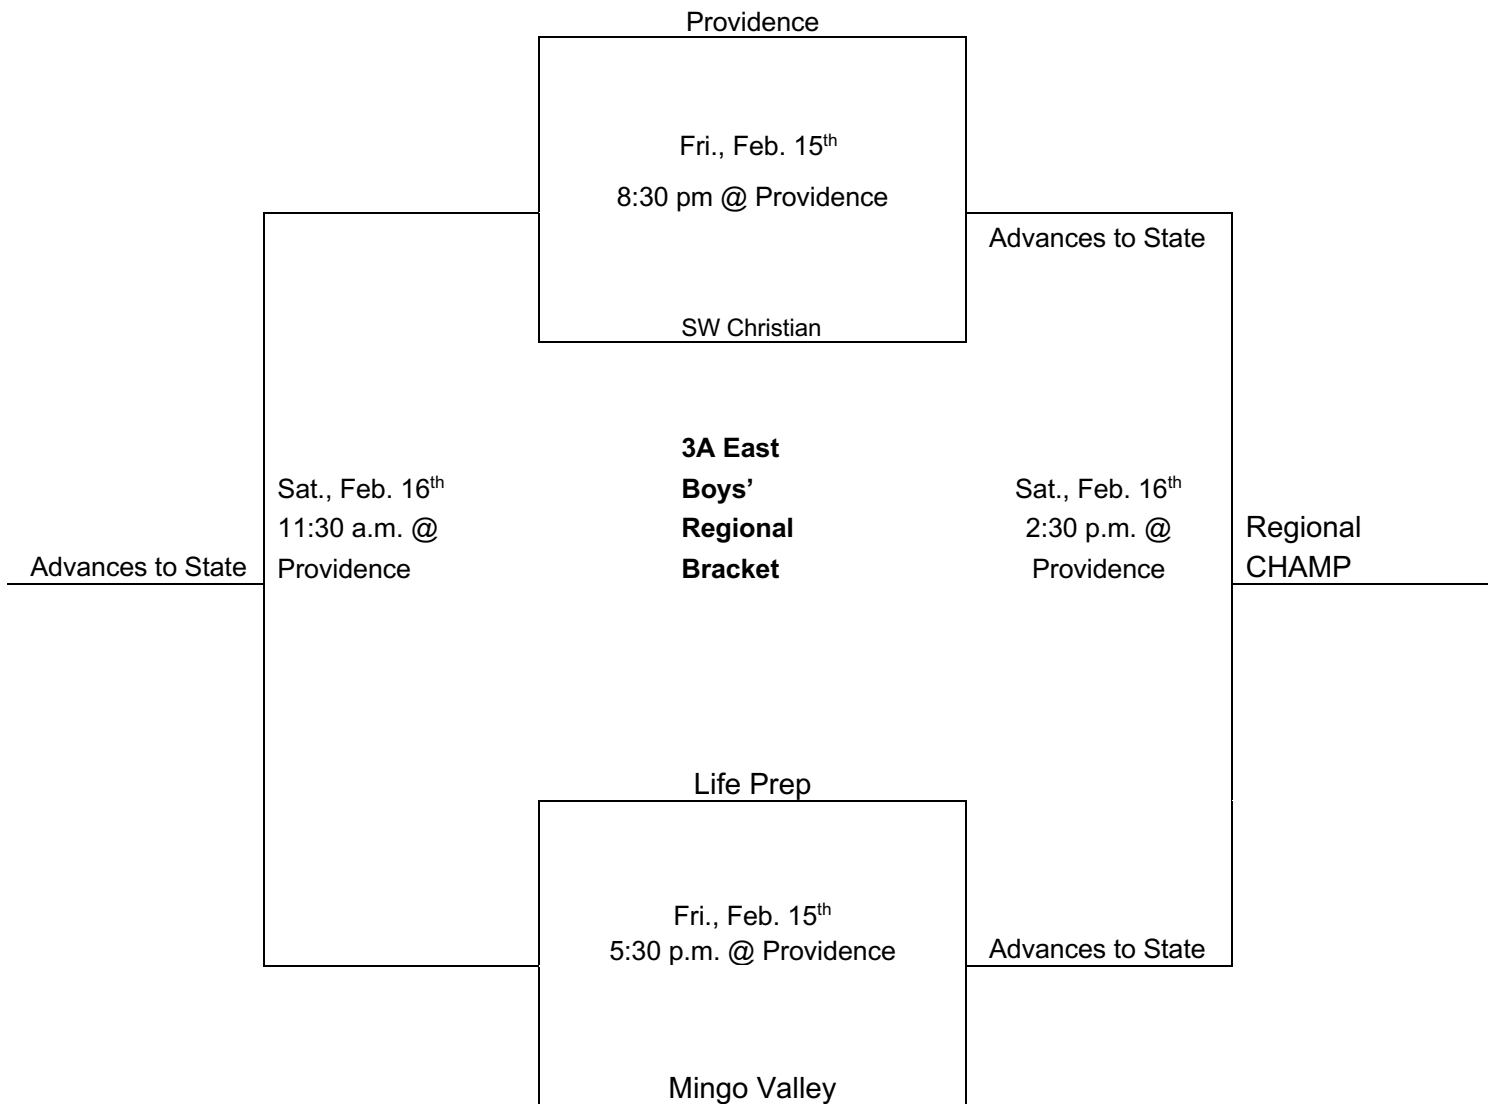 Providence
Fri., Feb. 15th
8:30 pm @ Providence
Advances to State
SW Christian
3A East
Boys’
Regional
Bracket
Sat., Feb. 16th
11:30 a.m. @
Providence
Advances to State
Sat., Feb. 16th
2:30 p.m. @
Providence
Regional
CHAMP
Life Prep
Fri., Feb. 15th
5:30 p.m. @ Providence
Advances to State
Mingo Valley